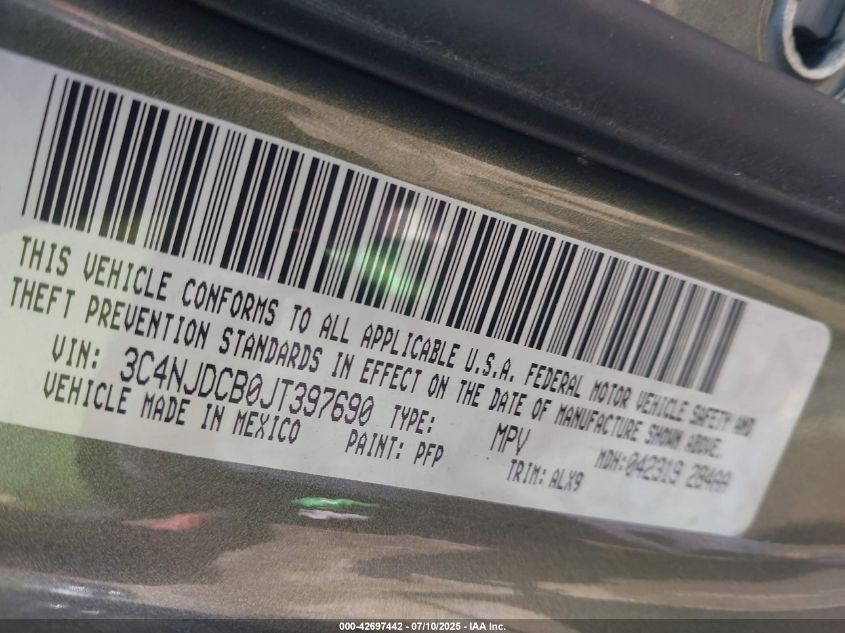 THIS VEHICLE CONFORMS TO ALL APPLICABLE U.S.A. FEDERAL MOTOR VEHICLE SAFETY AND
THEFT PREVENTION STANDARDS IN EFFECT ON THE DATE OF MANUFACTURE SHOWN ABOVE.
VIN: 3C4NJDCB0JT397690 TYPE: MPV MDH:042319 284AA
VEHICLE MADE IN MEXICO PAINT: PFP TRIM: ALX9
000-42697442 - 07/10/2025 - IAA Inc.